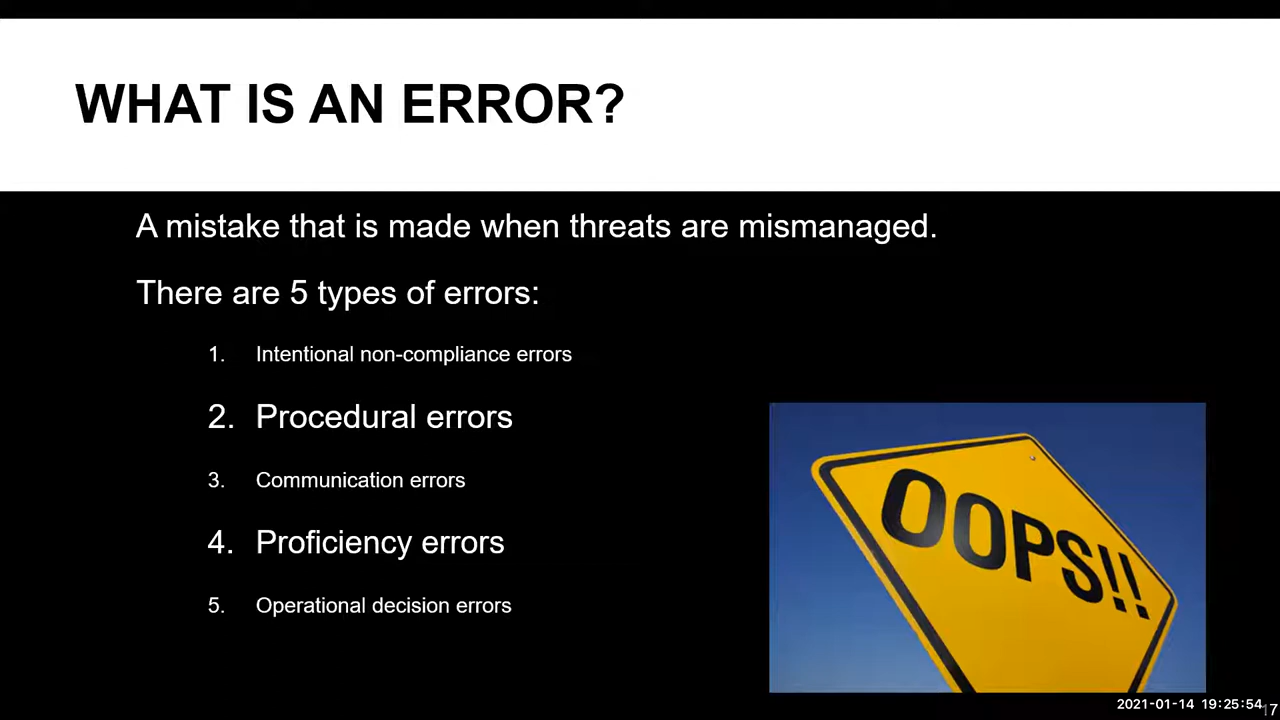 WHAT IS AN ERROR?
A mistake that is made when threats are mismanaged.
There are 5 types of errors:
1. Intentional non-compliance errors
2. Procedural errors
3. Communication errors
4. Proficiency errors
5. Operational decision errors
OOPS!!
2021-01-14 19:25:54
17